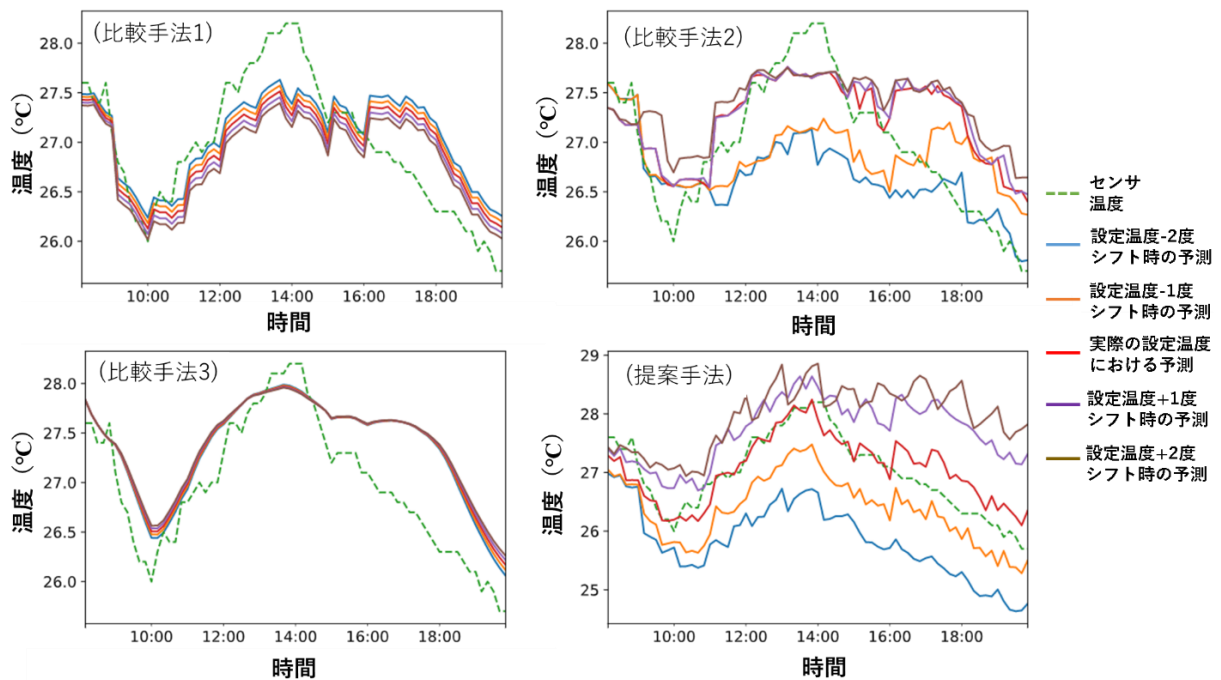 (比較手法1)
28.0
27.5
27.0
26.5
26.0
温度 (℃)
10:00 12:00 14:00 16:00 18:00
時間
(比較手法2)
28.0
27.5
27.0
26.5
26.0
温度 (℃)
10:00 12:00 14:00 16:00 18:00
時間
(比較手法3)
28.0
27.5
27.0
26.5
26.0
温度 (℃)
10:00 12:00 14:00 16:00 18:00
時間
(提案手法)
29
28
27
26
25
温度 (℃)
10:00 12:00 14:00 16:00 18:00
時間
センサ
温度
設定温度-2度
シフト時の予測
設定温度-1度
シフト時の予測
実際の設定温度
における予測
設定温度+1度
シフト時の予測
設定温度+2度
シフト時の予測